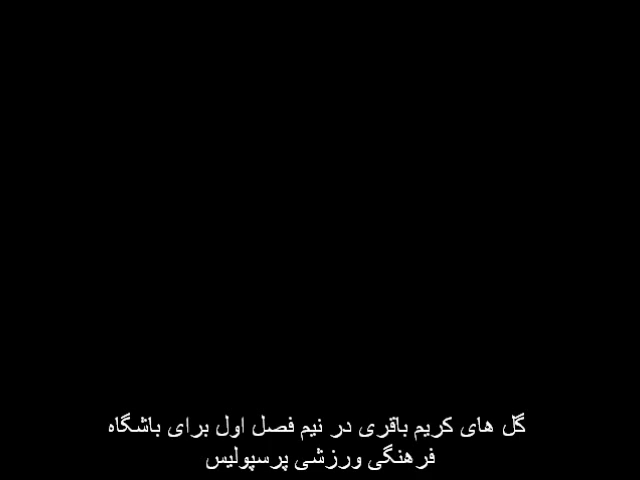 گل های کریم باقری در نیم فصل اول برای باشگاه
فرهنگی ورزشی پرسپولیس